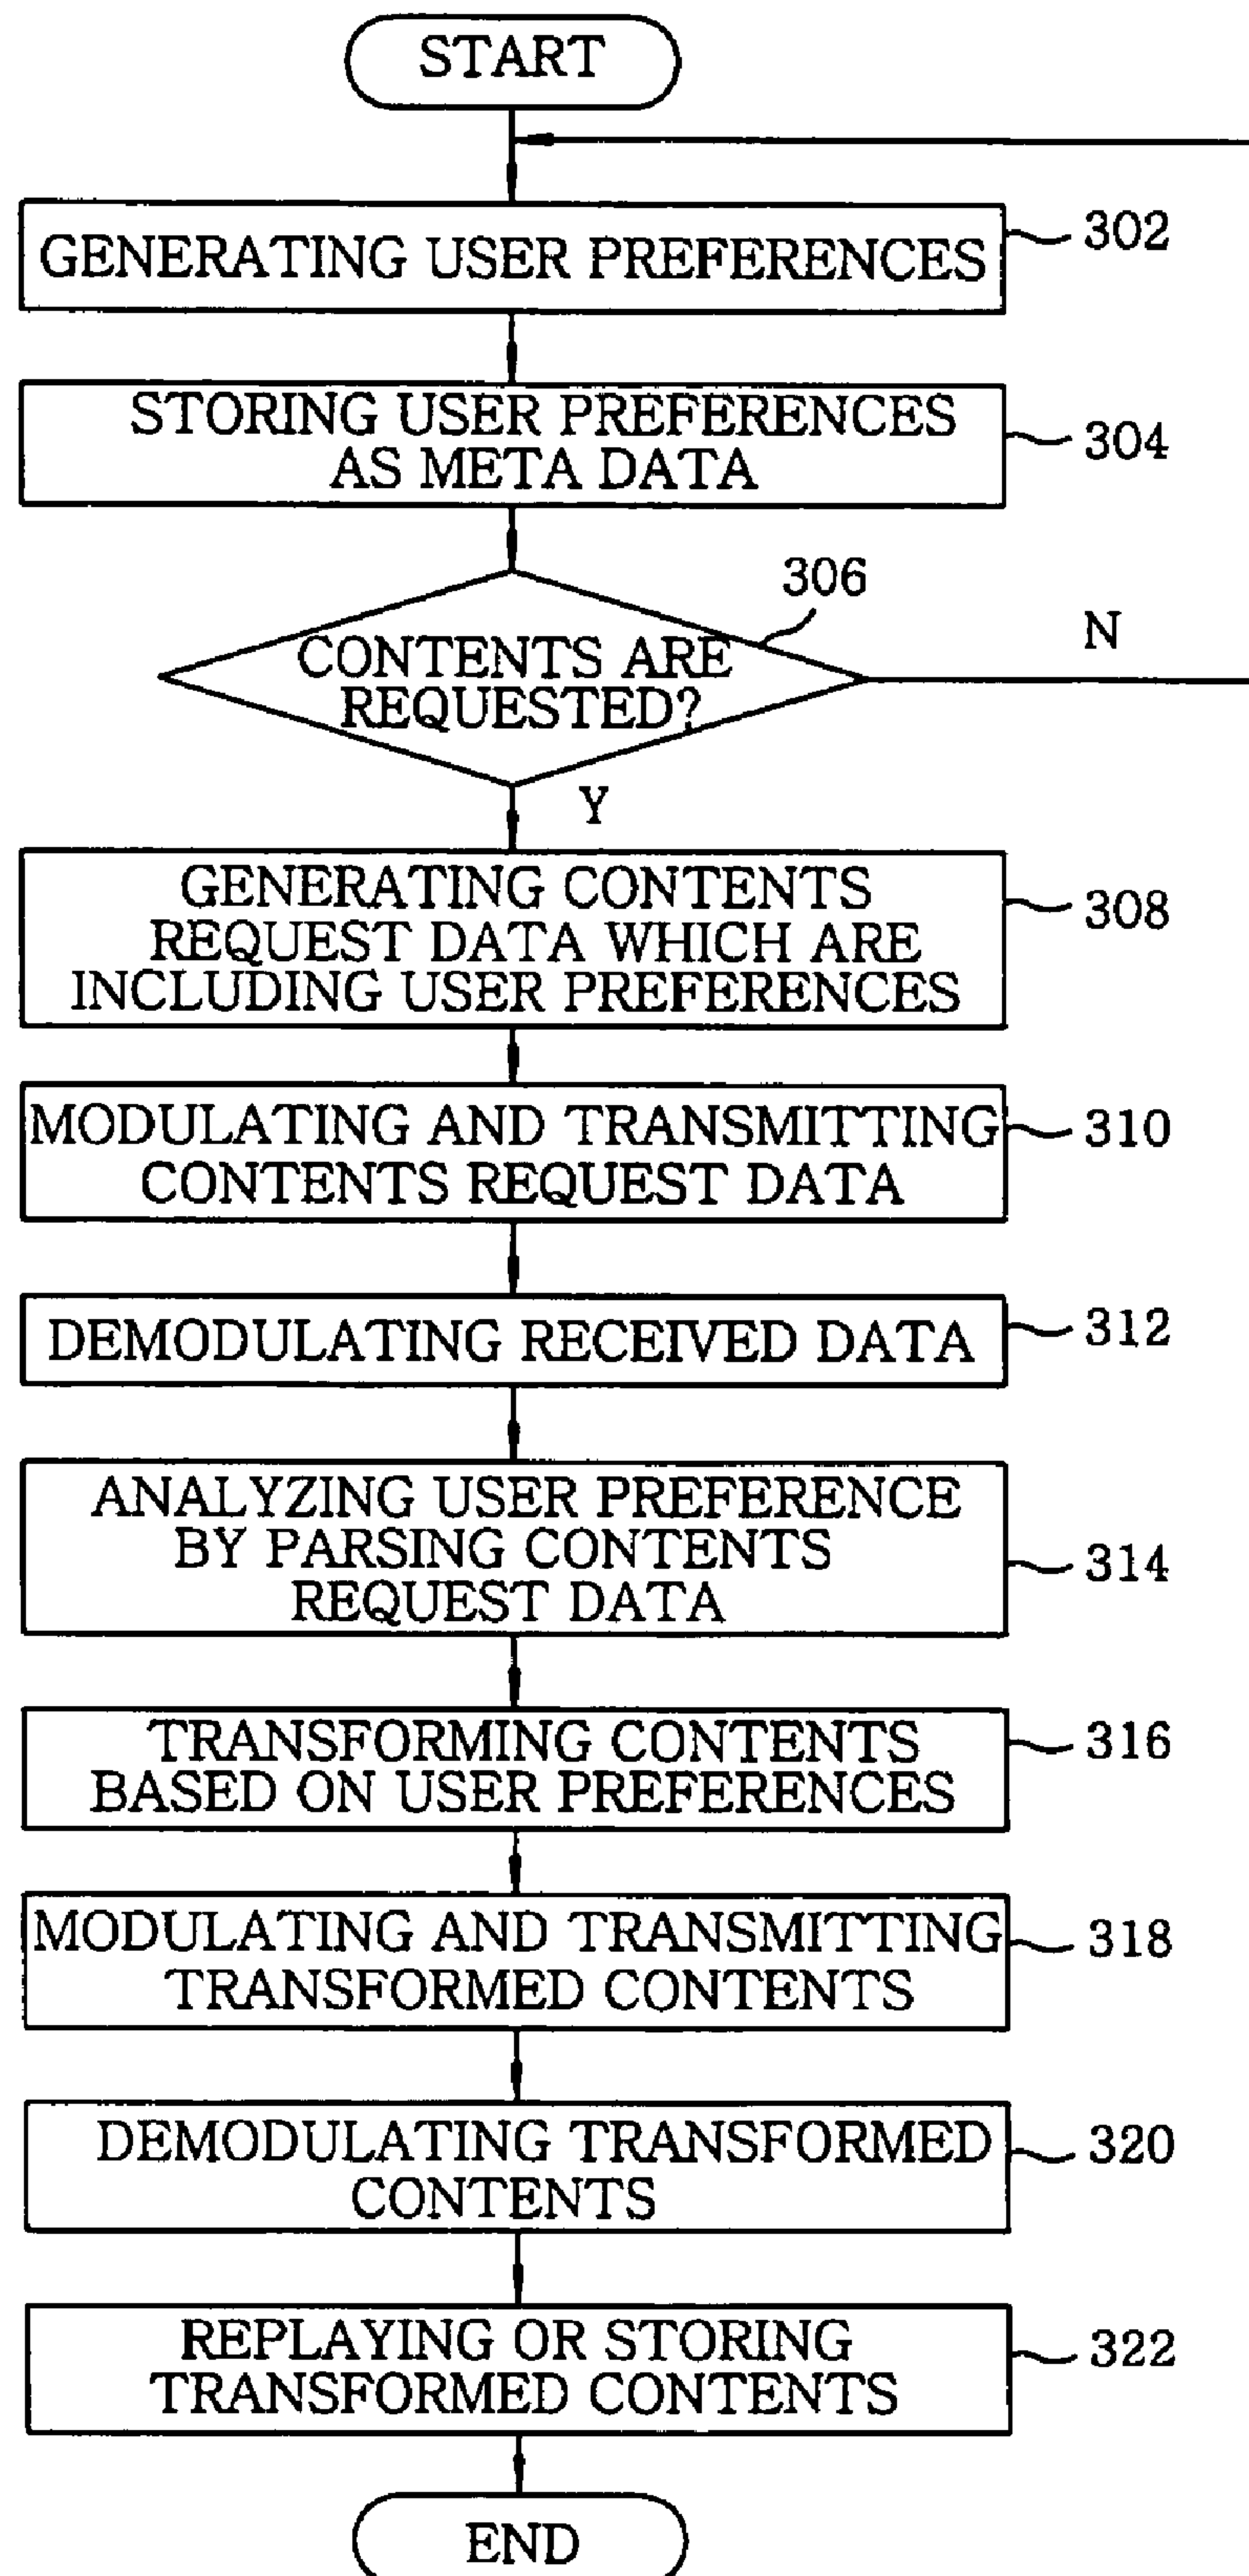 START
GENERATING USER PREFERENCES
302
STORING USER PREFERENCES
AS META DATA
304
306
CONTENTS ARE
REQUESTED?
N
Y
GENERATING CONTENTS
REQUEST DATA WHICH ARE
INCLUDING USER PREFERENCES
308
MODULATING AND TRANSMITTING
CONTENTS REQUEST DATA
310
DEMODULATING RECEIVED DATA
312
ANALYZING USER PREFERENCE
BY PARSING CONTENTS
REQUEST DATA
314
TRANSFORMING CONTENTS
BASED ON USER PREFERENCES
316
MODULATING AND TRANSMITTING
TRANSFORMED CONTENTS
318
DEMODULATING TRANSFORMED
CONTENTS
320
REPLAYING OR STORING
TRANSFORMED CONTENTS
322
END